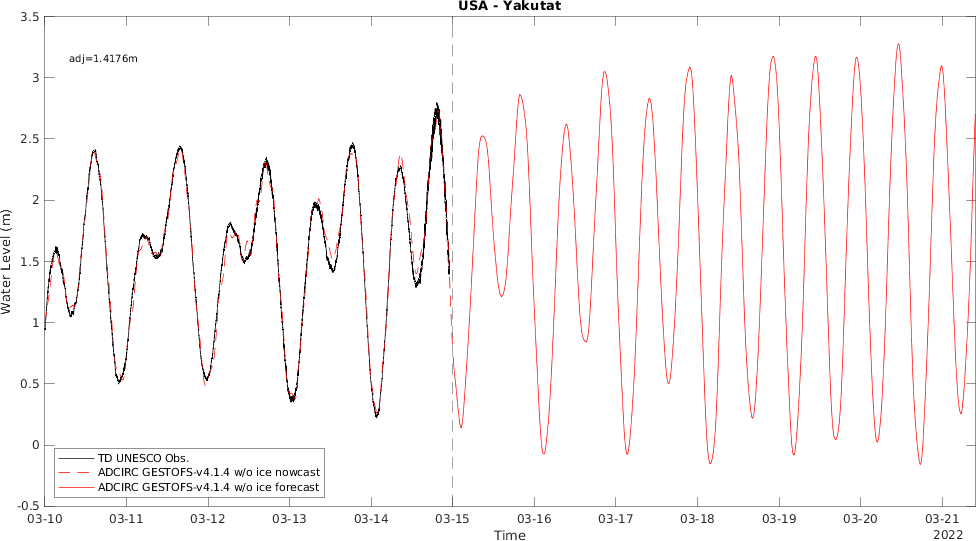 USA - Yakutat
3.5
adj=1.4176m
3
2.5
2
1.5
1
0.5
0
-0.5
Water Level (m)
TD UNESCO Obs.
ADCIRC GESTOFS-v4.1.4 w/o ice nowcast
ADCIRC GESTOFS-v4.1.4 w/o ice forecast
03-10 03-11 03-12 03-13 03-14 03-15 03-16 03-17 03-18 03-19 03-20 03-21
Time
2022